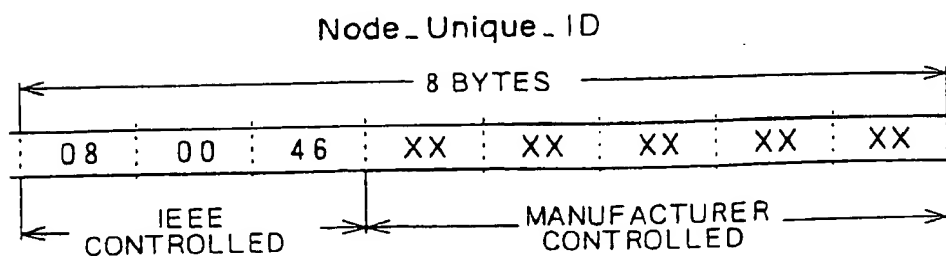 Node_Unique_ID
8 BYTES
08 00 46 XX XX XX XX XX
IEEE CONTROLLED
MANUFACTURER CONTROLLED